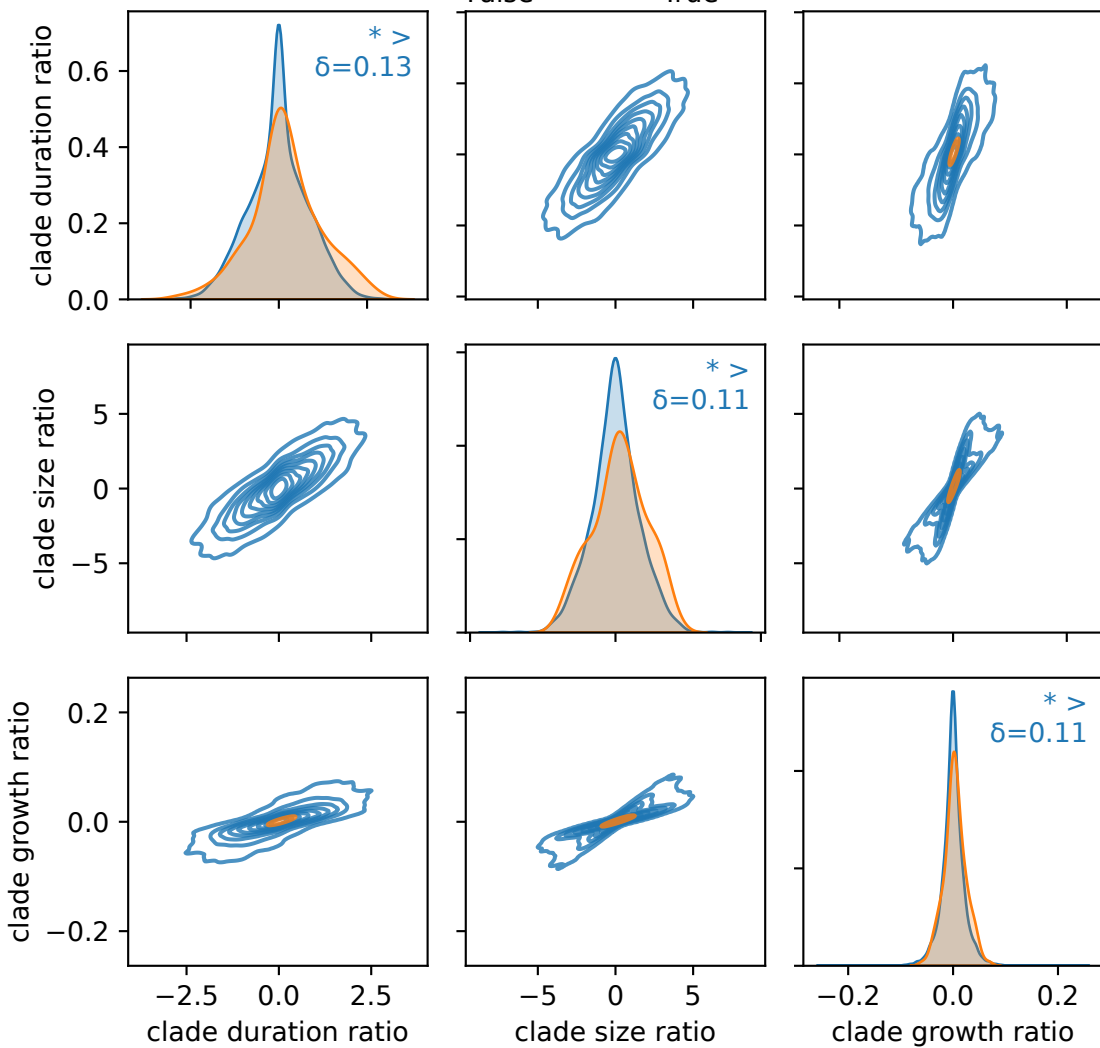 clade duration ratio
0.6
0.4
0.2
0.0
* >
δ=0.13
clade size ratio
5
0
−5
* >
δ=0.11
clade growth ratio
0.2
0.0
−0.2
* >
δ=0.11
−2.5 0.0 2.5
−5 0 5
−0.2 0.0 0.2
clade duration ratio
clade size ratio
clade growth ratio